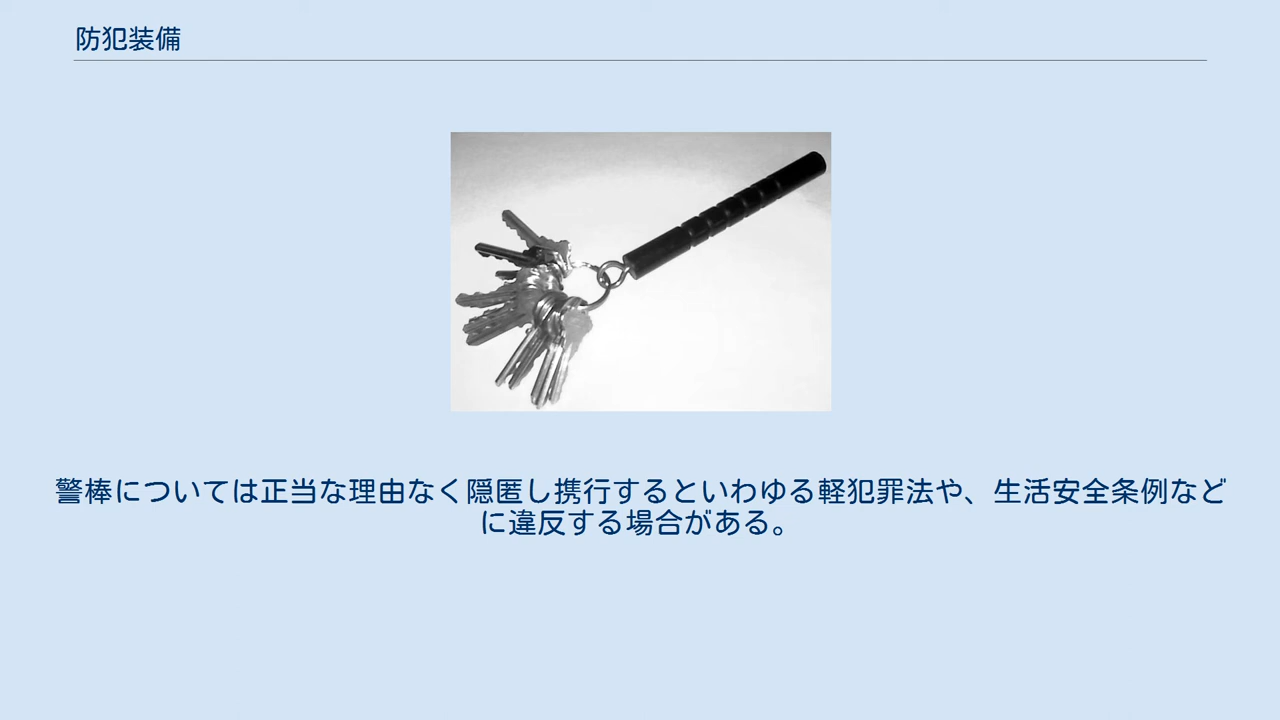 防犯装備
警棒については正当な理由なく隠匿し携行するといわゆる軽犯罪法や、生活安全条例など
に違反する場合がある。